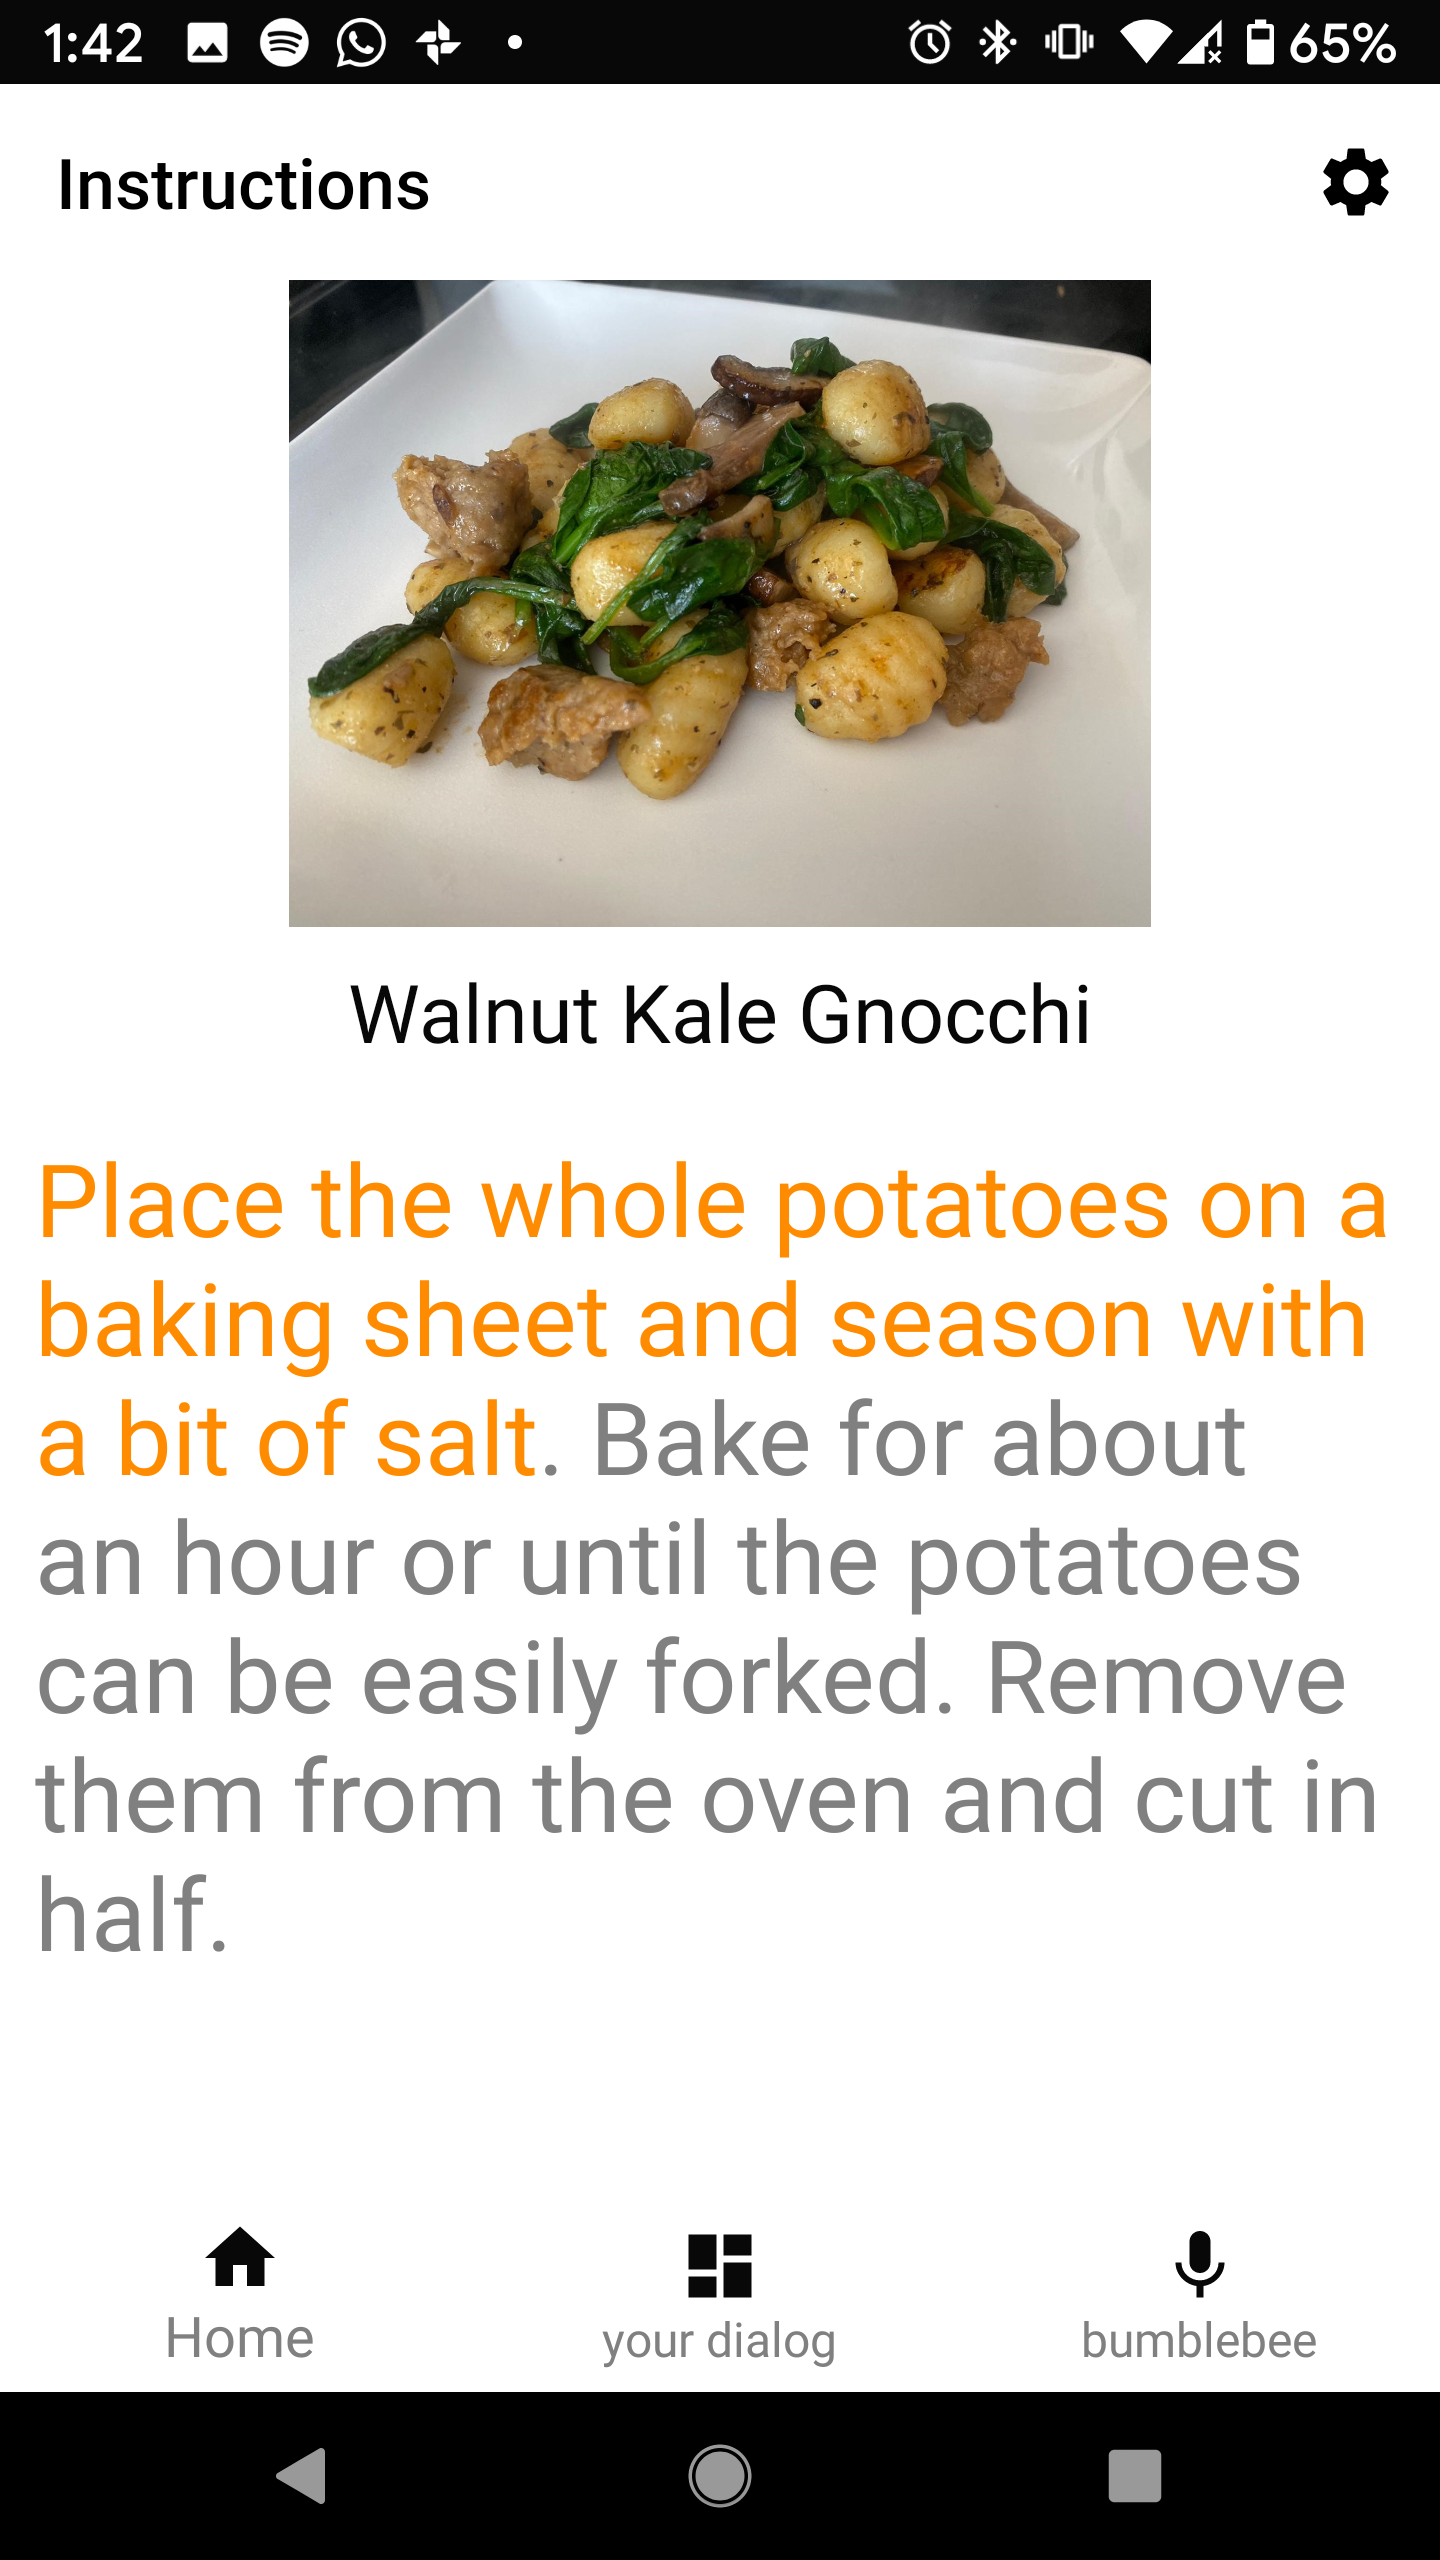 1:42
65%
Instructions
Walnut Kale Gnocchi
Place the whole potatoes on a
baking sheet and season with
a bit of salt. Bake for about
an hour or until the potatoes
can be easily forked. Remove
them from the oven and cut in
half.
Home
your dialog
bumblebee